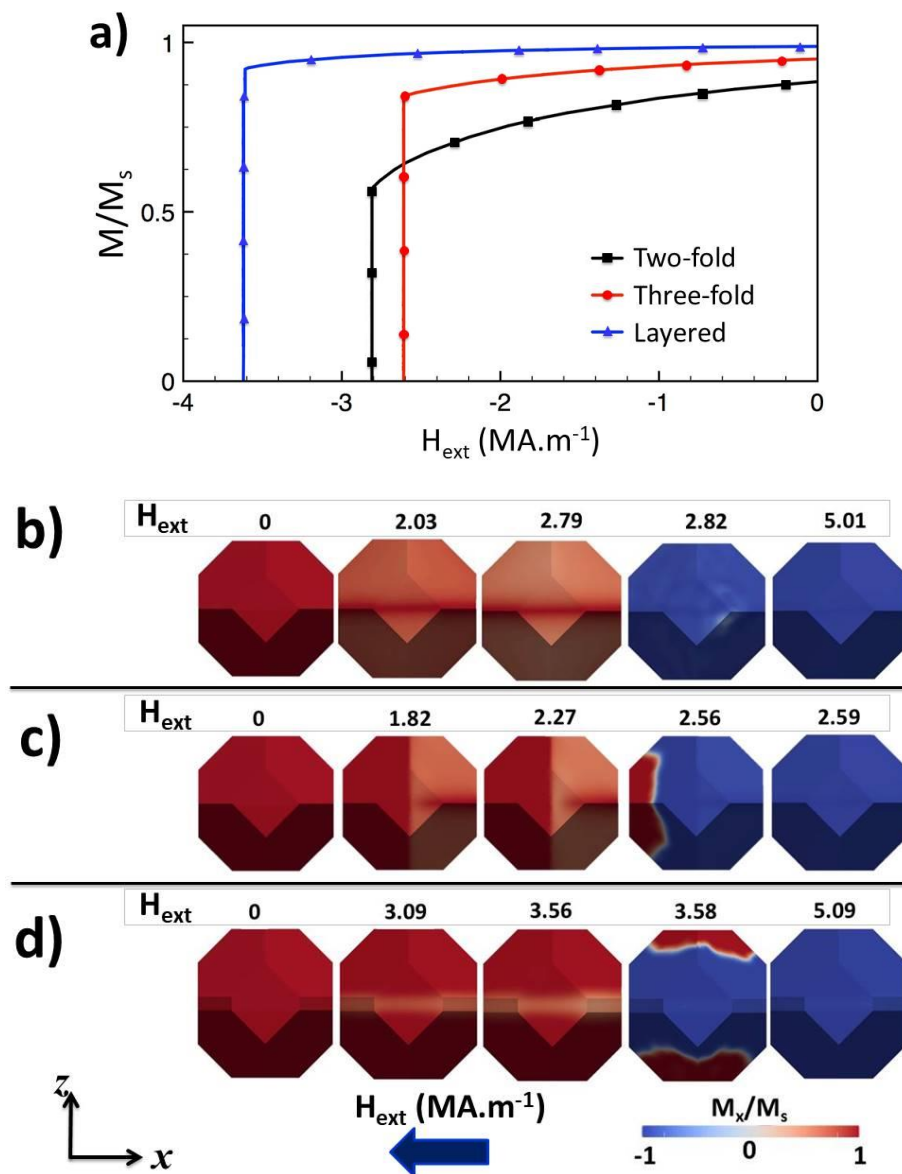 a)
1
0.5
0
M/Mₛ
-4 -3 -2 -1 0
Hₑₓₜ (MA.m⁻¹)
Two-fold
Three-fold
Layered
b)
Hₑₓₜ 0 2.03 2.79 2.82 5.01
c)
Hₑₓₜ 0 1.82 2.27 2.56 2.59
d)
Hₑₓₜ 0 3.09 3.56 3.58 5.09
z
x
Hₑₓₜ (MA.m⁻¹)
Mₓ/Mₛ
-1 0 1